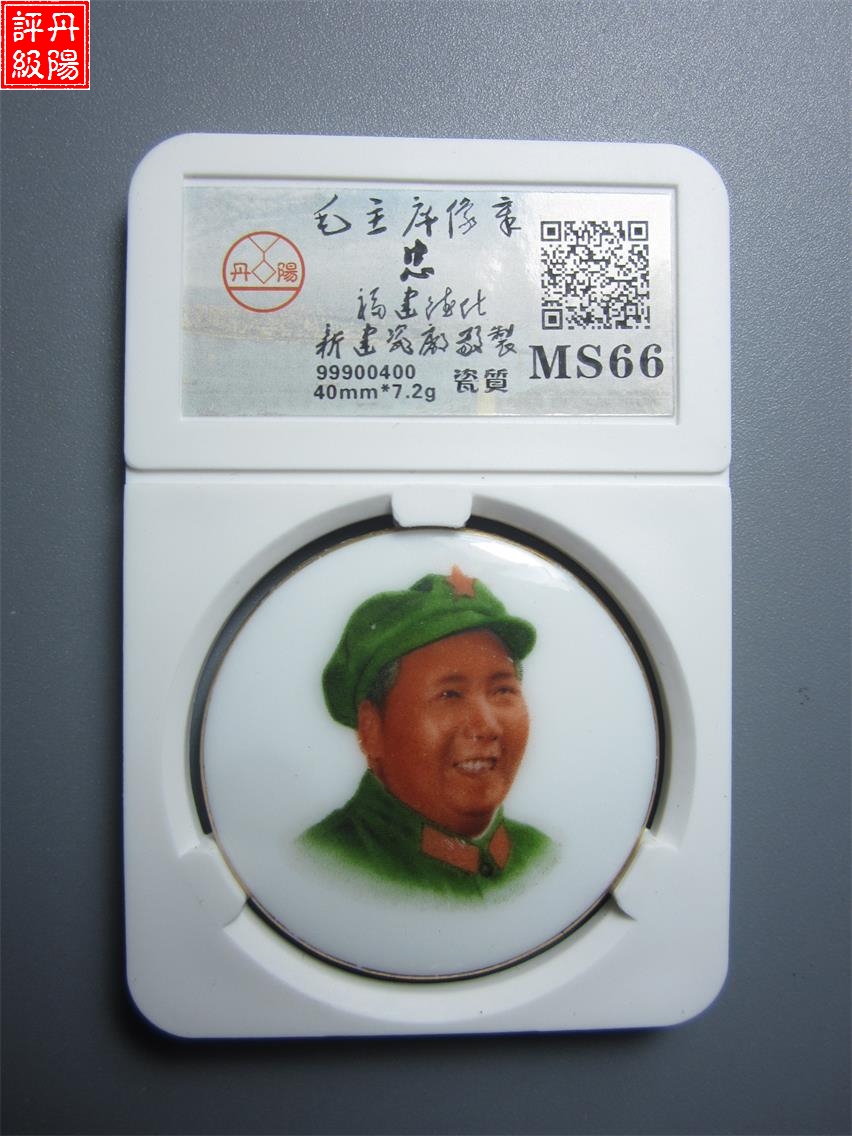 丹陽
評級
毛主席像章
丹陽
忠
福建德化
新建瓷廠敬製
99900400
40mm*7.2g 瓷質
MS66